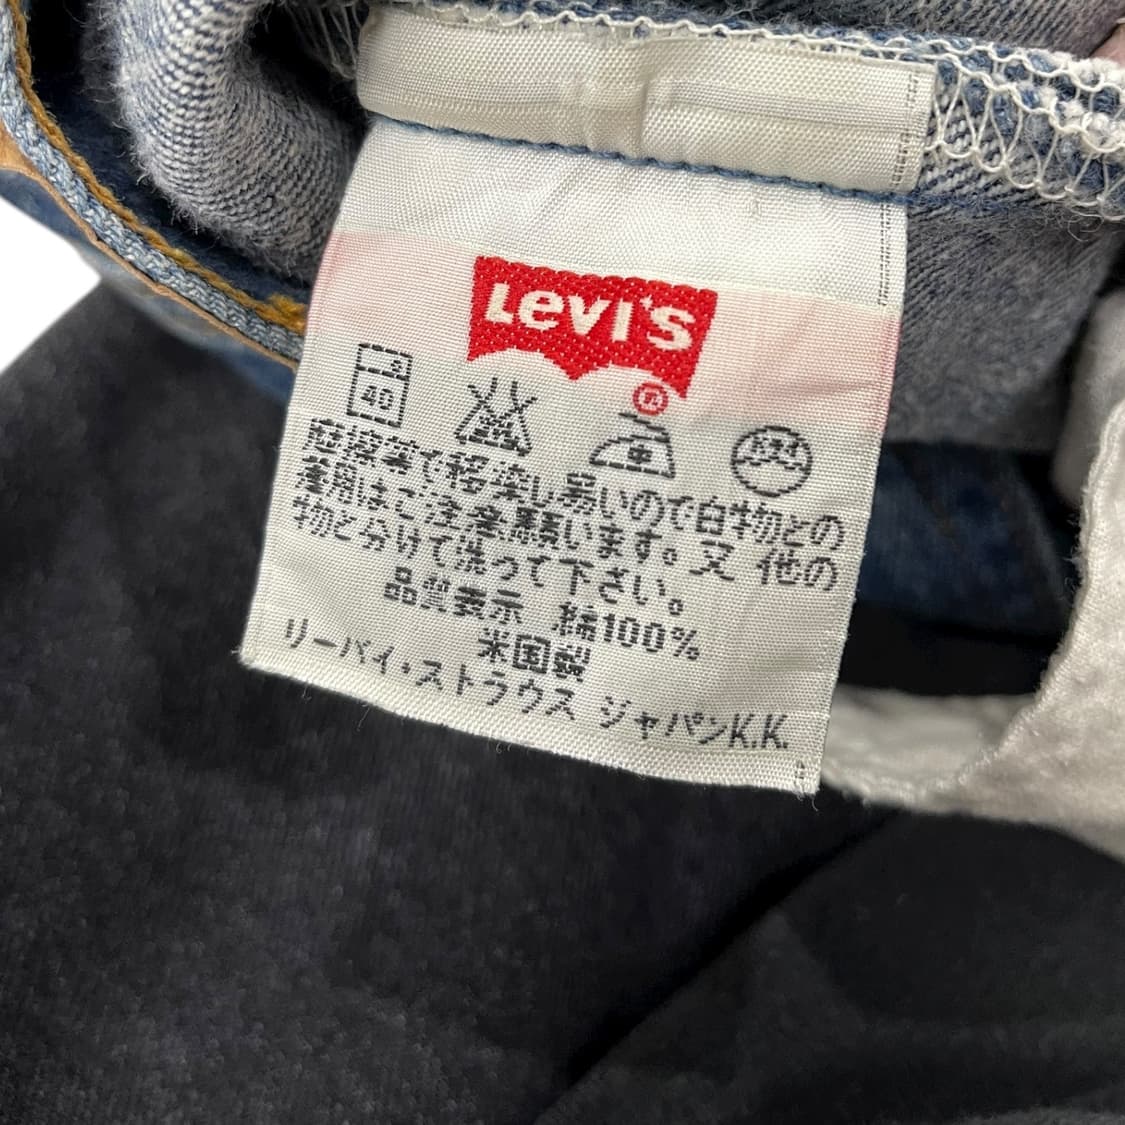 Levi's
®
40
摩擦等で移染し易いので白物との
着用はご注意願います。又 他の
物と分けて洗って下さい。
品質表示 綿100%
米国製
リーバイ・ストラウス ジャパンK.K.